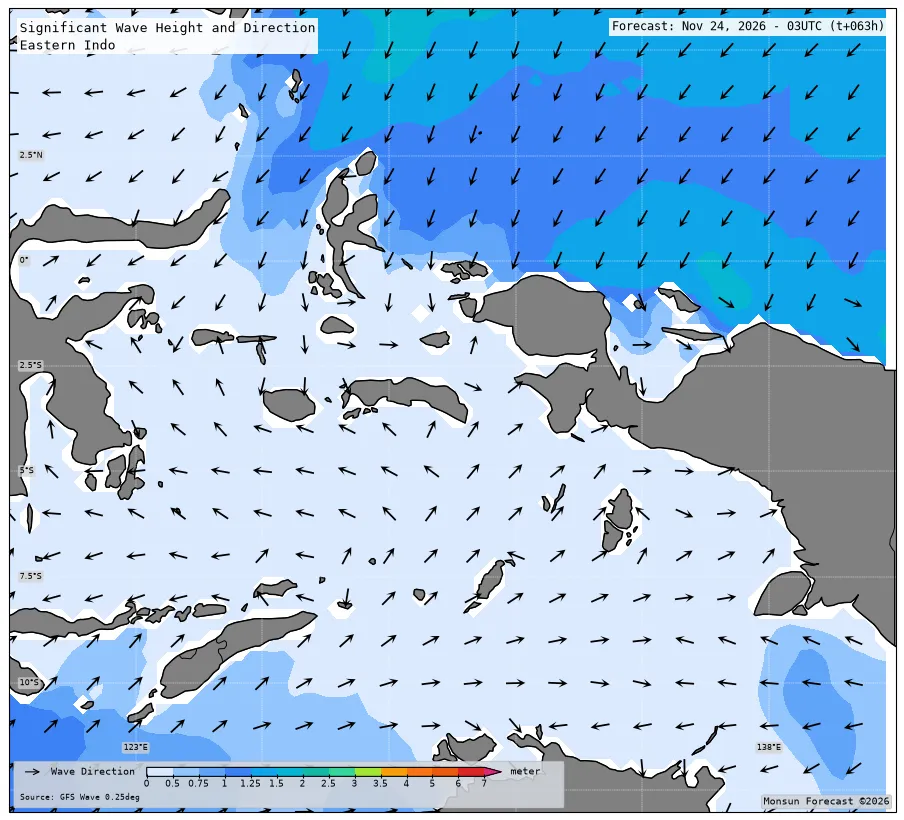 Significant Wave Height and Direction
Eastern Indo
Forecast: Nov 24, 2026 - 03UTC (t+063h)
2.5°N
0°
2.5°S
5°S
7.5°S
10°S
123°E
138°E
Wave Direction
0 0.5 0.75 1 1.25 1.5 2 2.5 3 3.5 4 5 6 7
meter
Source: GFS Wave 0.25deg
Monsun Forecast ©2026